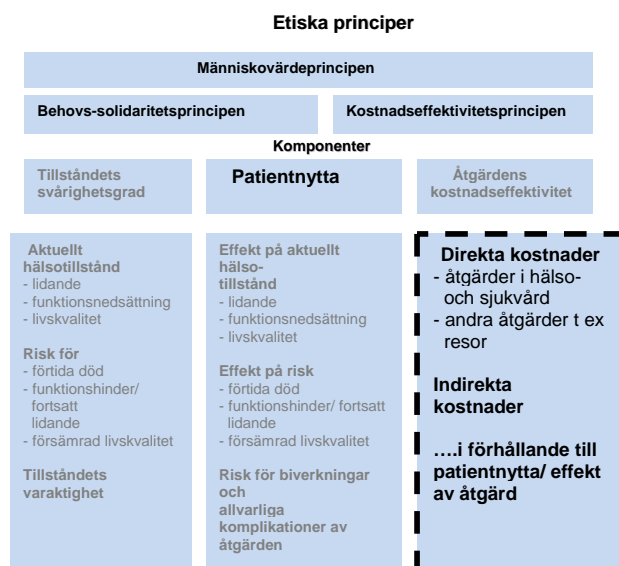 Etiska principer
Människovärdeprincipen
Behovs-solidaritetsprincipen
Kostnadseffektivitetsprincipen
Komponenter
Tillståndets
svårighetsgrad
Patientnytta
Åtgärdens
kostnadseffektivitet
Aktuellt
hälsotillstånd
- lidande
- funktionsnedsättning
- livskvalitet
Risk för
- förtida död
- funktionshinder/
fortsatt
lidande
- försämrad livskvalitet
Tillståndets
varaktighet
Effekt på aktuellt
hälso-
tillstånd
- lidande
- funktionsnedsättning
- livskvalitet
Effekt på risk
- förtida död
- funktionshinder/ fortsatt
lidande
- försämrad livskvalitet
Risk för biverkningar
och
allvarliga
komplikationer av
åtgärden
Direkta kostnader
- åtgärder i hälso-
och sjukvård
- andra åtgärder t ex
resor
Indirekta
kostnader
….i förhållande till
patientnytta/ effekt
av åtgärd